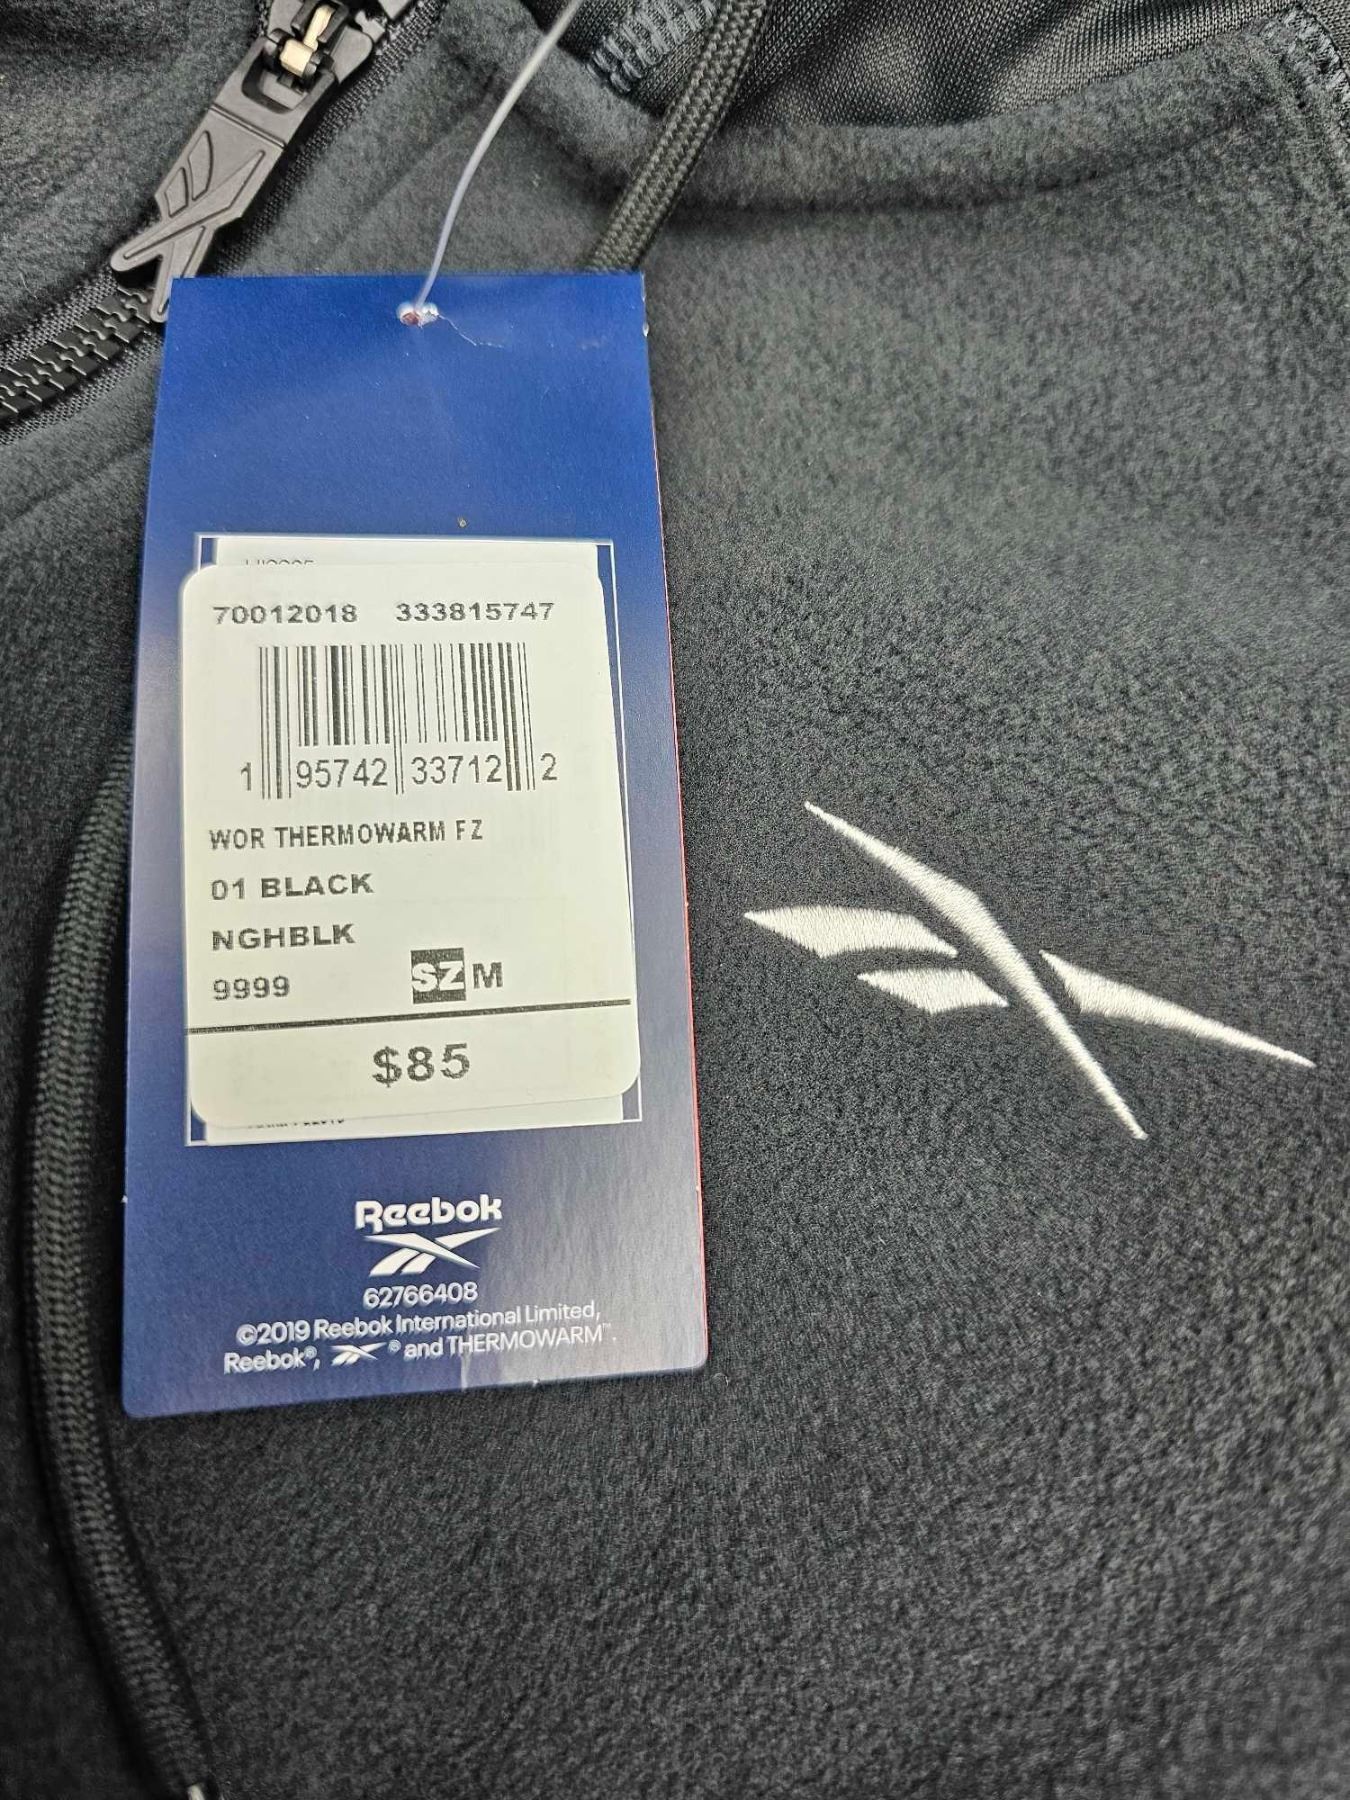 70012018 333815747
1 95742 33712 2
WOR THERMOWARM FZ
01 BLACK
NGHBLK
9999 SZ M
$85
Reebok
62766408
©2019 Reebok International Limited,
Reebok®, ® and THERMOWARM™.